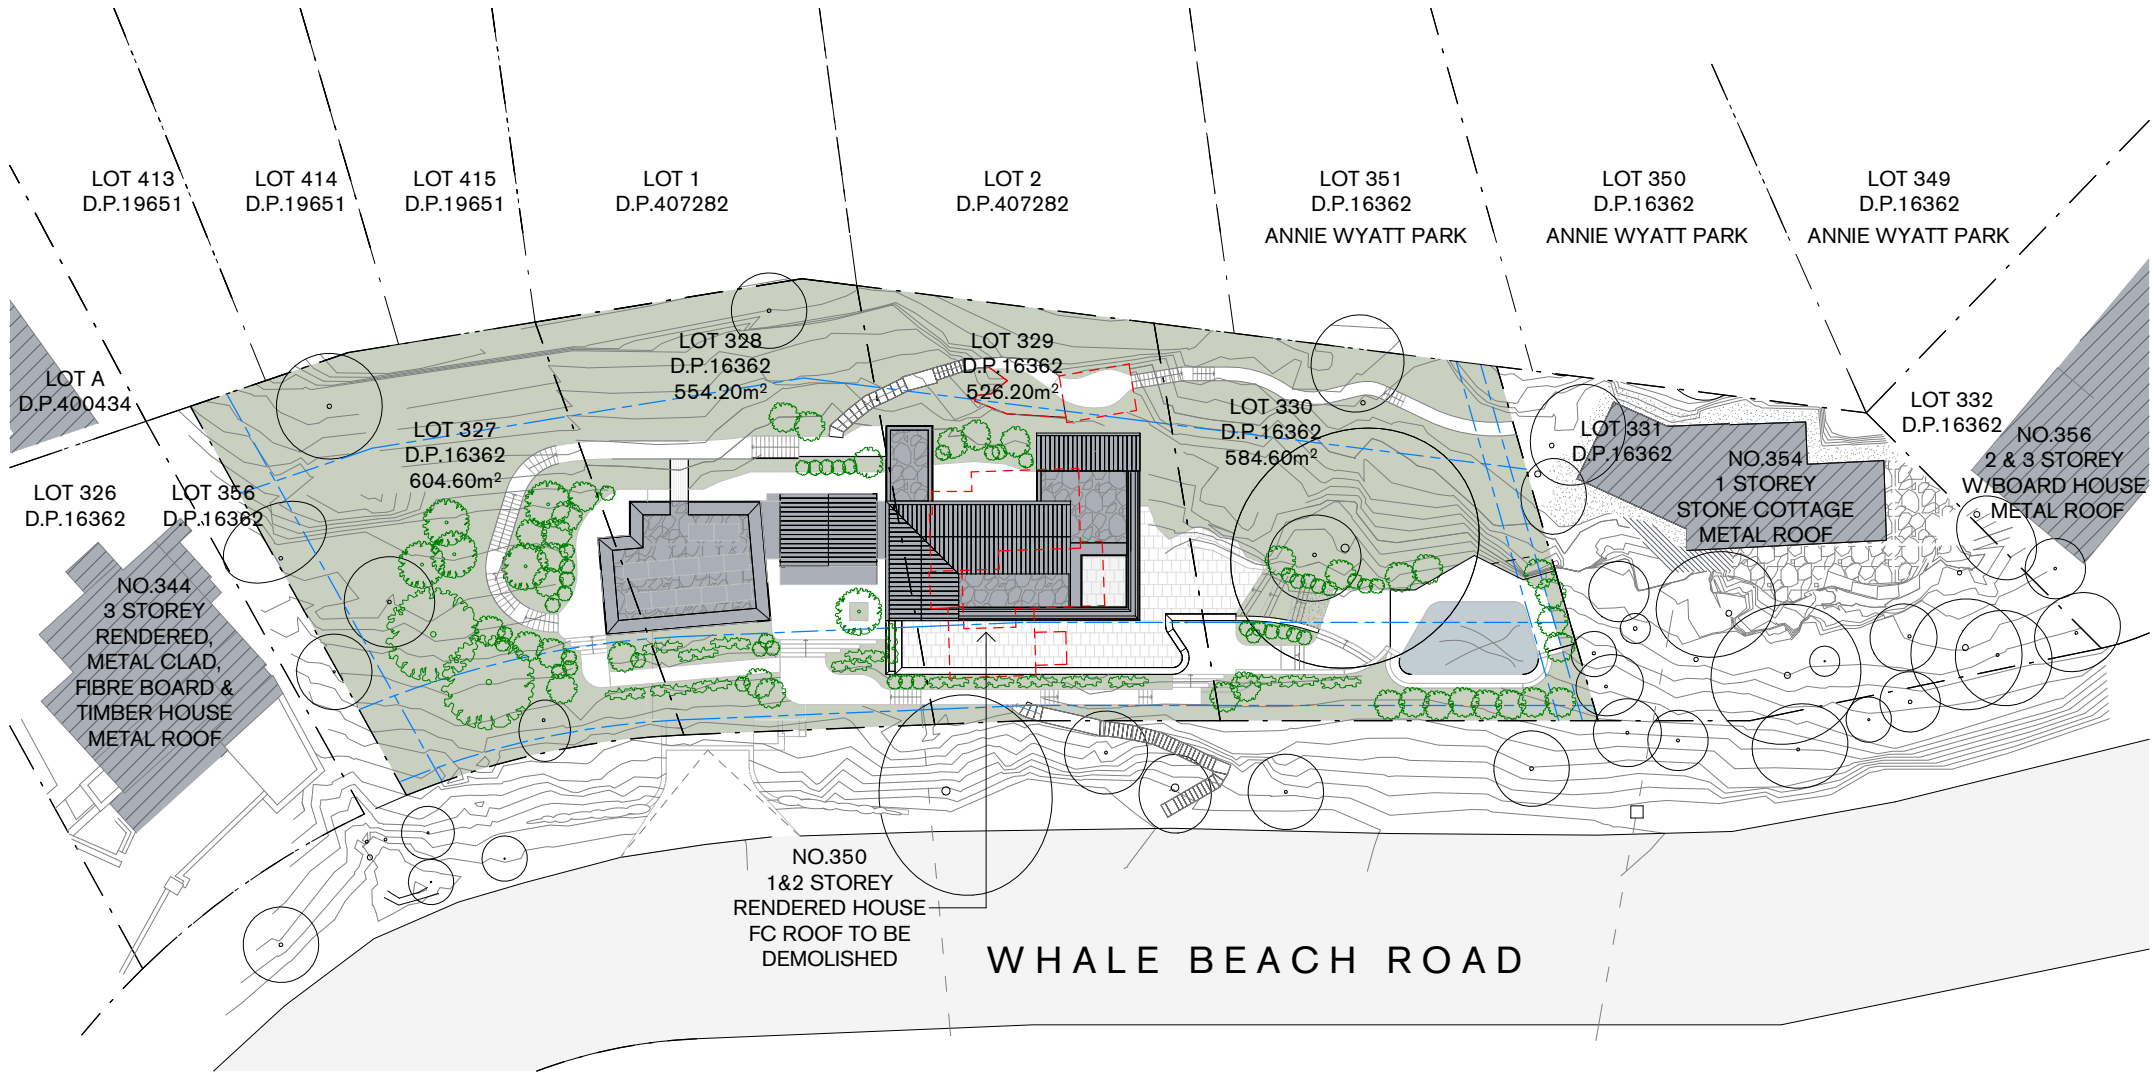 LOT 413
D.P.19651
LOT 414
D.P.19651
LOT 415
D.P.19651
LOT 1
D.P.407282
LOT 2
D.P.407282
LOT 351
D.P.16362
ANNIE WYATT PARK
LOT 350
D.P.16362
ANNIE WYATT PARK
LOT 349
D.P.16362
ANNIE WYATT PARK
LOT A
D.P.400434
LOT 328
D.P.16362
554.20m²
LOT 329
D.P.16362
526.20m²
LOT 327
D.P.16362
604.60m²
LOT 330
D.P.16362
584.60m²
LOT 331
D.P.16362
LOT 332
D.P.16362
LOT 326
D.P.16362
LOT 356
D.P.16362
NO.354
1 STOREY
STONE COTTAGE
METAL ROOF
NO.356
2 & 3 STOREY
W/BOARD HOUSE
METAL ROOF
NO.344
3 STOREY
RENDERED,
METAL CLAD,
FIBRE BOARD &
TIMBER HOUSE
METAL ROOF
NO.350
1&2 STOREY
RENDERED HOUSE
FC ROOF TO BE
DEMOLISHED
WHALE BEACH ROAD